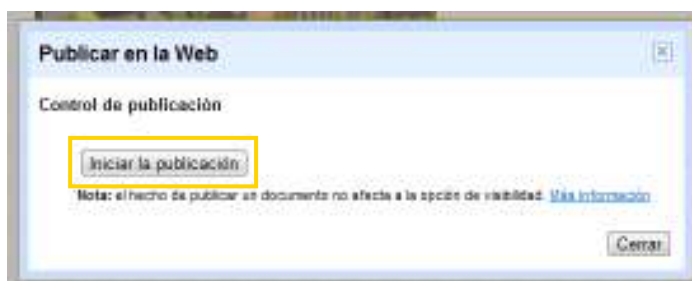 Publicar en la Web
Control de publicación
Iniciar la publicación
Nota: el hecho de publicar un documento no afecta a la opción de visibilidad. Más información
Cerrar